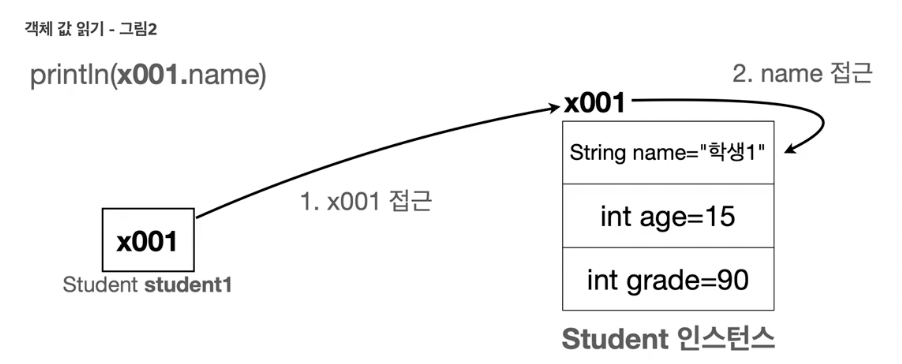 객체 값 읽기 - 그림2
println(x001.name)
2. name 접근
x001
String name="학생1"
1. x001 접근
int age=15
x001
int grade=90
Student student1
Student 인스턴스